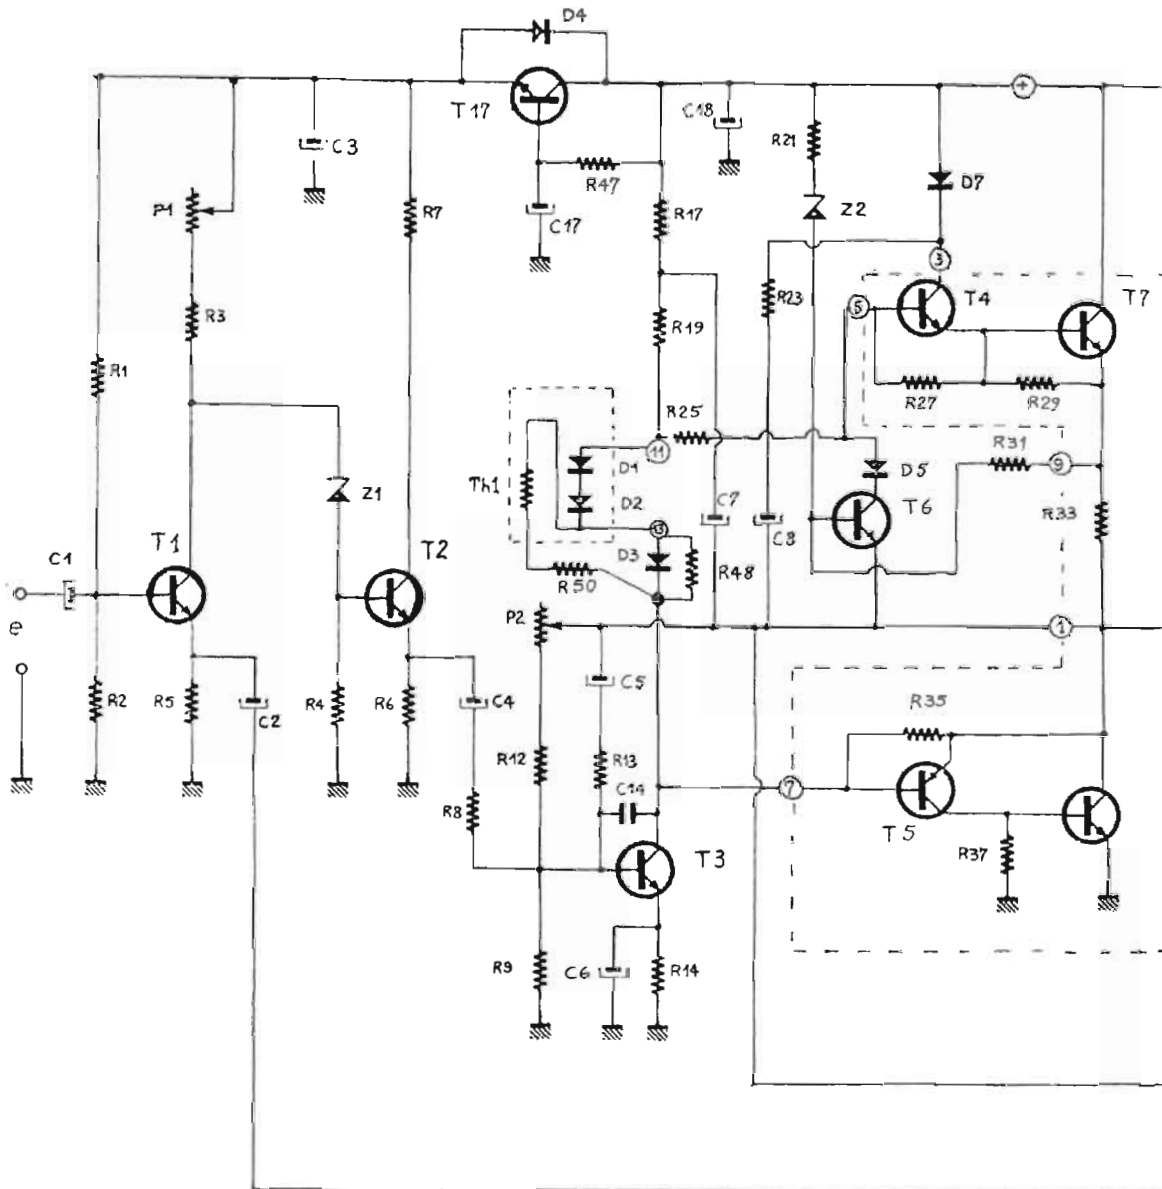 D4
+
T17
C18
R21
C3
R47
D7
P1
R7
C17
R17
Z2
3
T4
T7
R23
5
R3
R19
R1
R27
R29
R25
11
D1
R31
9
D5
Th1
Z1
D2
C7
T6
R33
13
C8
C1
T1
T2
D3
R48
R50
e
P2
1
R2
R5
C2
R4
R6
C4
C5
R35
R12
R13
7
R8
C14
T5
T3
R37
R9
C6
R14